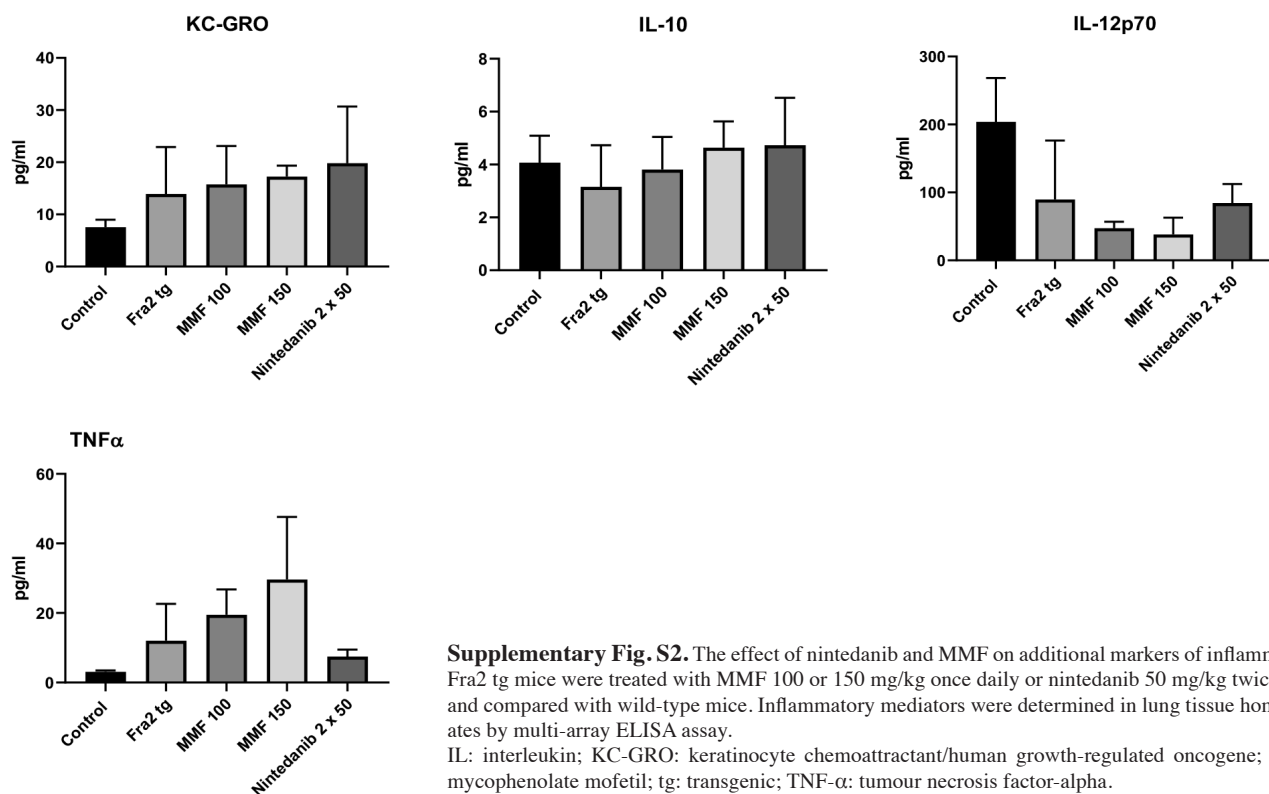 KC-GRO
40
30
20
10
0
pg/ml
Control
Fra2 tg
MMF 100
MMF 150
Nintedanib 2 x 50
IL-10
8
6
4
2
0
pg/ml
Control
Fra2 tg
MMF 100
MMF 150
Nintedanib 2 x 50
IL-12p70
300
200
100
0
pg/ml
Control
Fra2 tg
MMF 100
MMF 150
Nintedanib 2 x 50
TNFα
60
40
20
0
pg/ml
Control
Fra2 tg
MMF 100
MMF 150
Nintedanib 2 x 50
Supplementary Fig. S2. The effect of nintedanib and MMF on additional markers of inflamm
Fra2 tg mice were treated with MMF 100 or 150 mg/kg once daily or nintedanib 50 mg/kg twic
and compared with wild-type mice. Inflammatory mediators were determined in lung tissue hom
ates by multi-array ELISA assay.
IL: interleukin; KC-GRO: keratinocyte chemoattractant/human growth-regulated oncogene;
mycophenolate mofetil; tg: transgenic; TNF-α: tumour necrosis factor-alpha.